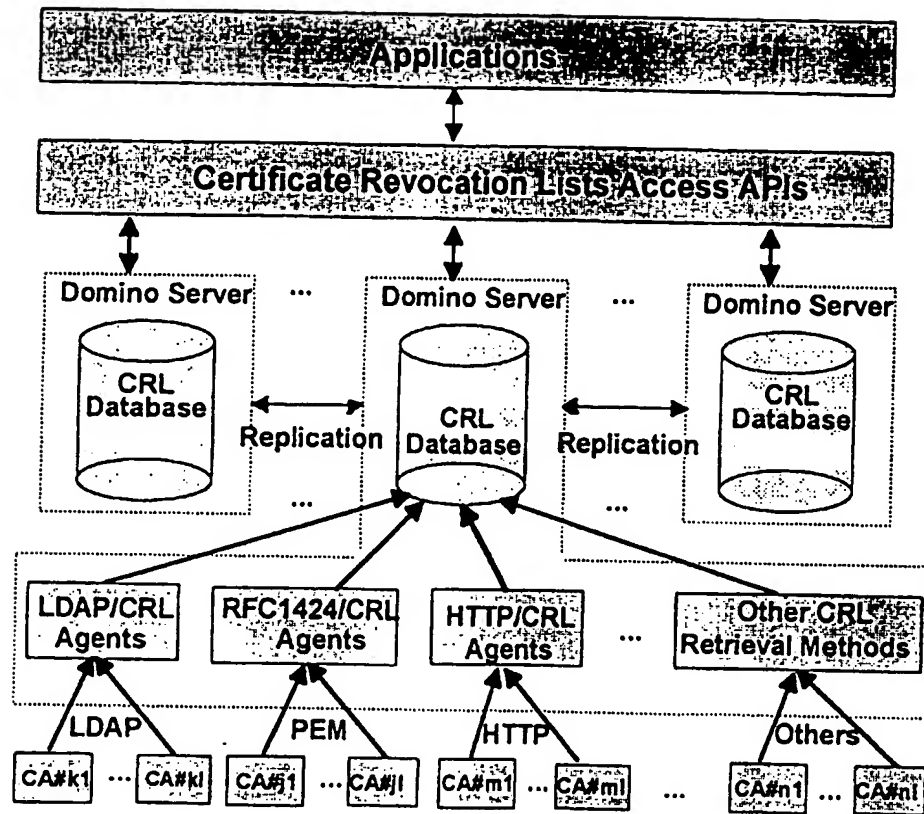 Applications
Certificate Revocation Lists Access APIs
Domino Server
...
Domino Server
...
Domino Server
CRL
Database
CRL
Database
CRL
Database
Replication
Replication
...
...
LDAP/CRL
Agents
RFC1424/CRL
Agents
HTTP/CRL
Agents
...
Other CRL
Retrieval Methods
LDAP
PEM
HTTP
Others
CA#k1
...
CA#kl
CA#j1
...
CA#jl
CA#m1
...
CA#ml
...
CA#n1
...
CA#nl